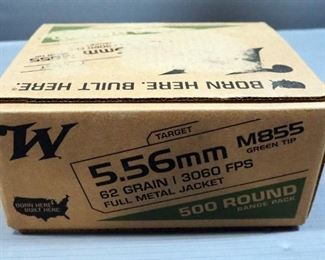 BORN HERE. BUILT HERE.
M855
W
TARGET
5.56mm M855
GREEN TIP
62 GRAIN | 3060 FPS
FULL METAL JACKET
BORN HERE
BUILT HERE
500 ROUND
RANGE PACK